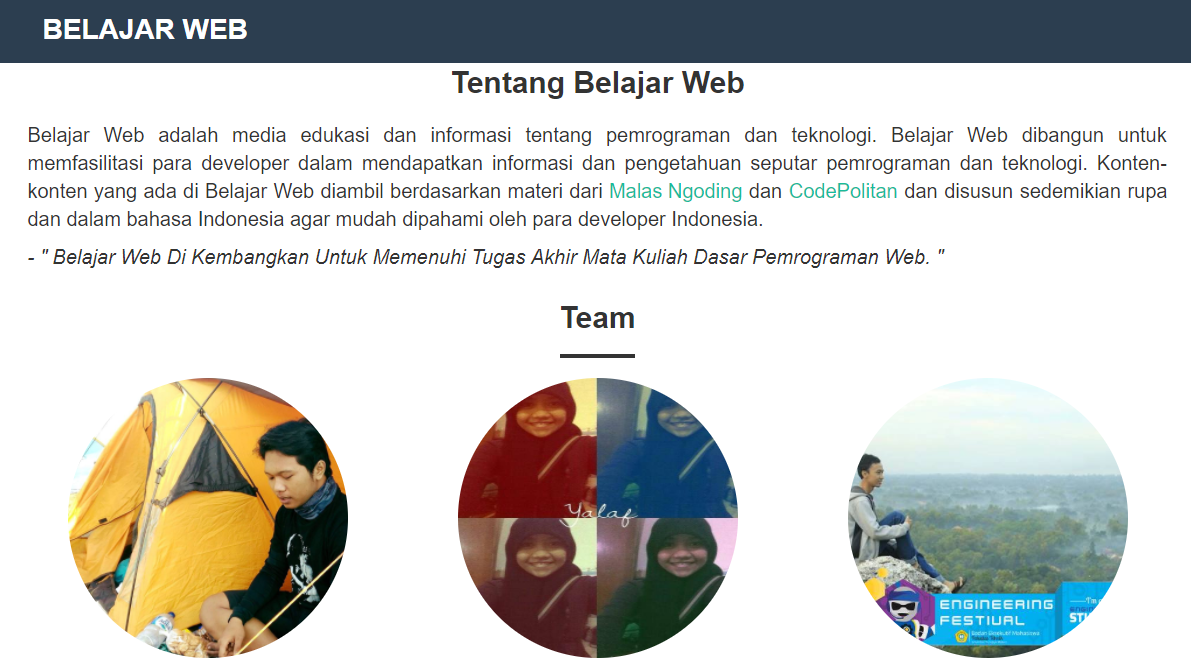 BELAJAR WEB
Tentang Belajar Web
Belajar Web adalah media edukasi dan informasi tentang pemrograman dan teknologi. Belajar Web dibangun untuk
memfasilitasi para developer dalam mendapatkan informasi dan pengetahuan seputar pemrograman dan teknologi. Konten-
konten yang ada di Belajar Web diambil berdasarkan materi dari Malas Ngoding dan CodePolitan dan disusun sedemikian rupa
dan dalam bahasa Indonesia agar mudah dipahami oleh para developer Indonesia.
- " Belajar Web Di Kembangkan Untuk Memenuhi Tugas Akhir Mata Kuliah Dasar Pemrograman Web. "
Team
Yalaf
ENGINEERING
FESTIVAL
Badan Eksekutif Mahasiswa